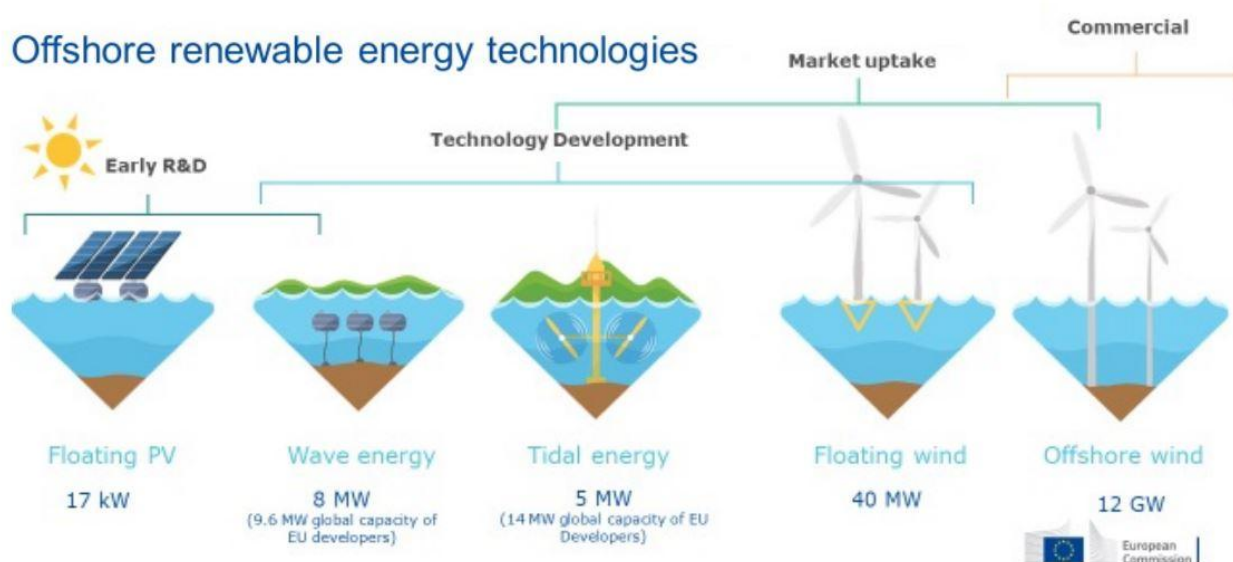 Offshore renewable energy technologies
Commercial
Market uptake
Technology Development
Early R&D
Floating PV
17 kW
Wave energy
8 MW
(9.6 MW global capacity of
EU developers)
Tidal energy
5 MW
(14 MW global capacity of EU
Developers)
Floating wind
40 MW
Offshore wind
12 GW
European
Commission